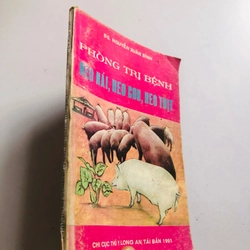 BS. NGUYỄN XUÂN BÌNH
PHÒNG TRỊ BỆNH
HEO NÁI, HEO CON, HEO THỊT
CHI CỤC THÚ Y LONG AN, TÁI BẢN 1991